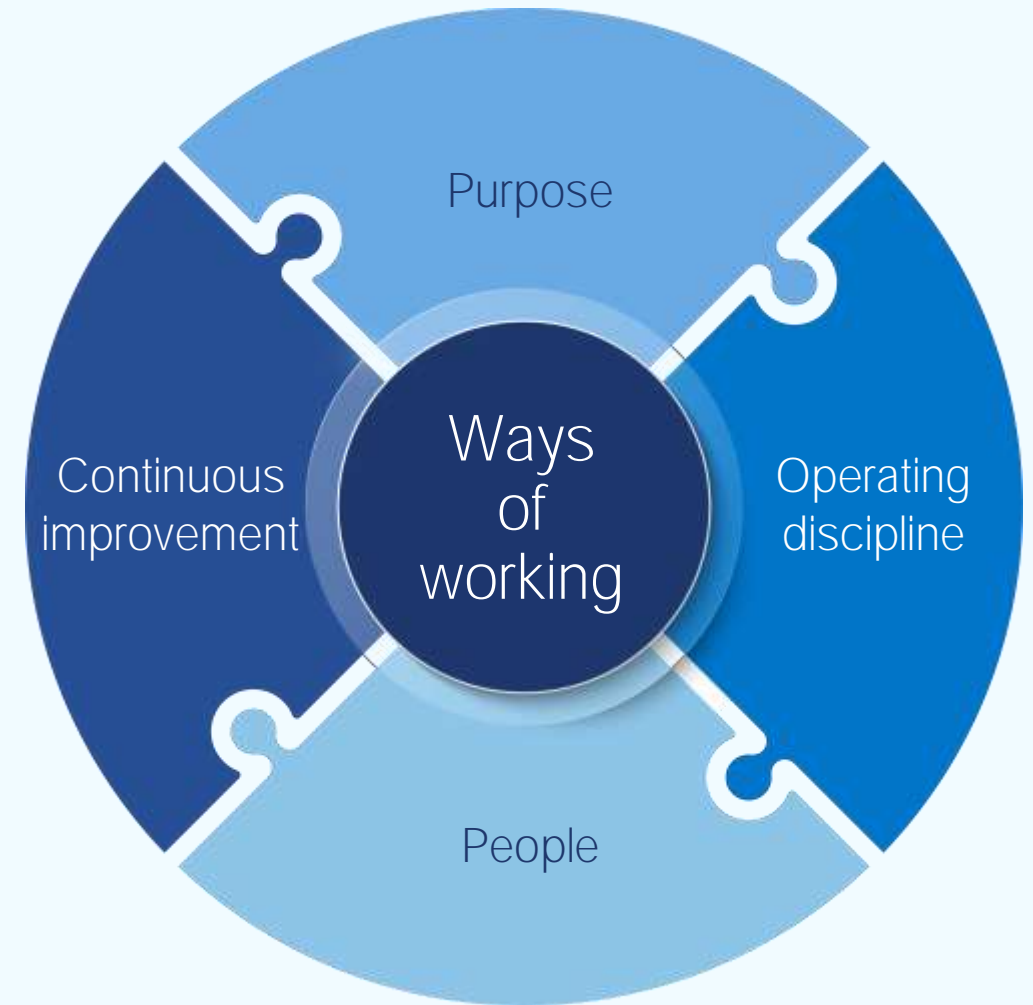 Purpose
Continuous
improvement
Ways
of
working
Operating
discipline
People